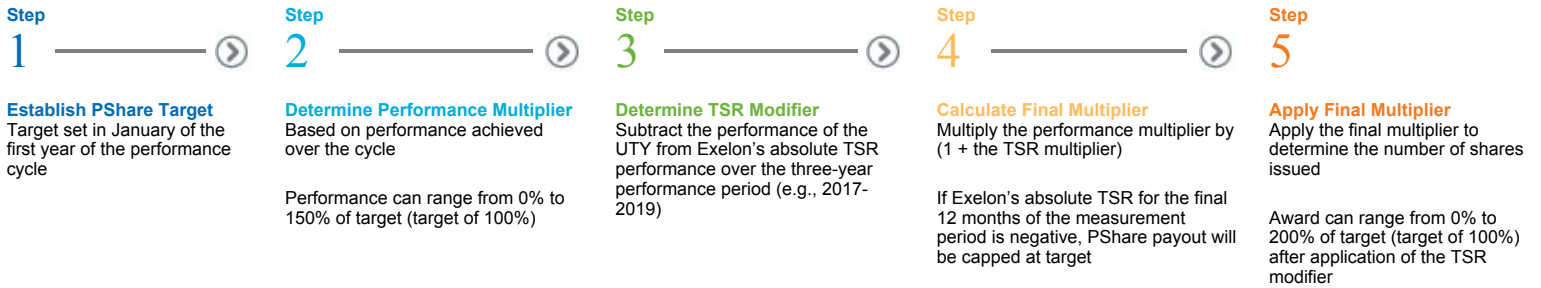 Step
1
Establish PShare Target
Target set in January of the
first year of the performance
cycle
Step
2
Determine Performance Multiplier
Based on performance achieved
over the cycle
Performance can range from 0% to
150% of target (target of 100%)
Step
3
Determine TSR Modifier
Subtract the performance of the
UTY from Exelon’s absolute TSR
performance over the three-year
performance period (e.g., 2017-
2019)
Step
4
Calculate Final Multiplier
Multiply the performance multiplier by
(1 + the TSR multiplier)
If Exelon’s absolute TSR for the final
12 months of the measurement
period is negative, PShare payout will
be capped at target
Step
5
Apply Final Multiplier
Apply the final multiplier to
determine the number of shares
issued
Award can range from 0% to
200% of target (target of 100%)
after application of the TSR
modifier